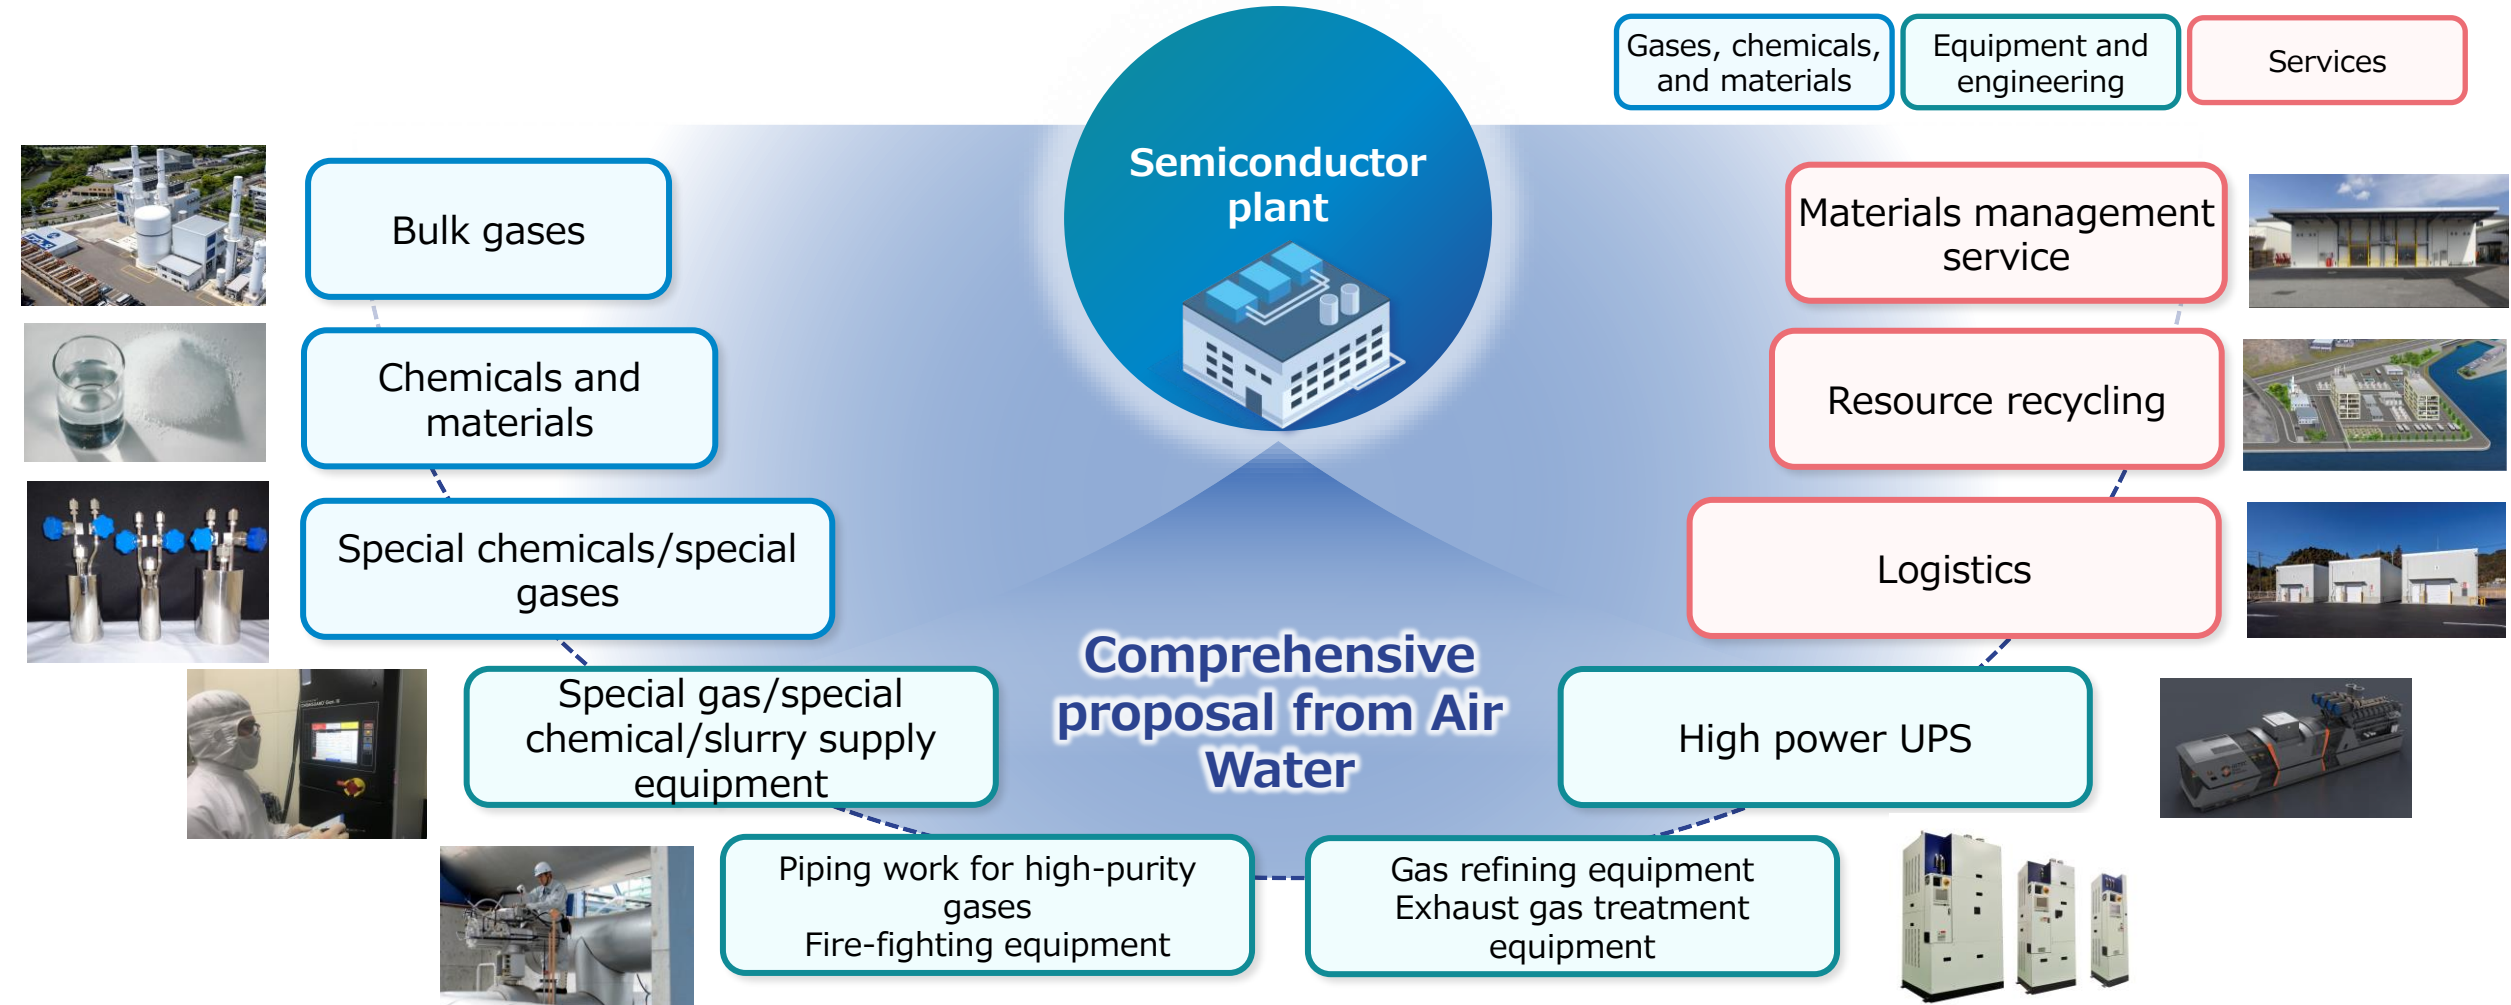 Gases, chemicals,
and materials
Equipment and
engineering
Services
Semiconductor
plant
Bulk gases
Chemicals and
materials
Special chemicals/special
gases
Special gas/special
chemical/slurry supply
equipment
Piping work for high-purity
gases
Fire-fighting equipment
Gas refining equipment
Exhaust gas treatment
equipment
High power UPS
Logistics
Resource recycling
Materials management
service
Comprehensive
proposal from Air
Water